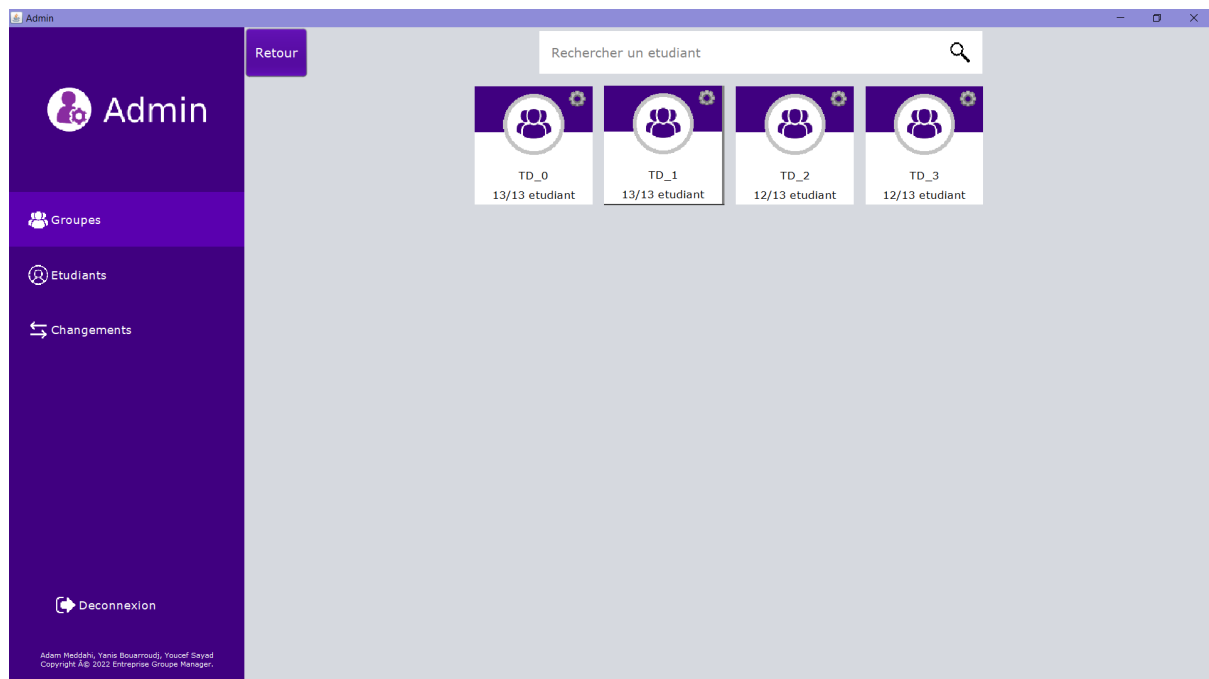 Admin
Retour
Rechercher un etudiant
Admin
TD_0
13/13 etudiant
TD_1
13/13 etudiant
TD_2
12/13 etudiant
TD_3
12/13 etudiant
Groupes
Etudiants
Changements
Deconnexion
Adam Meddahi, Yanis Bouarroudj, Youcef Sayad
Copyright Â© 2022 Entreprise Groupe Manager.